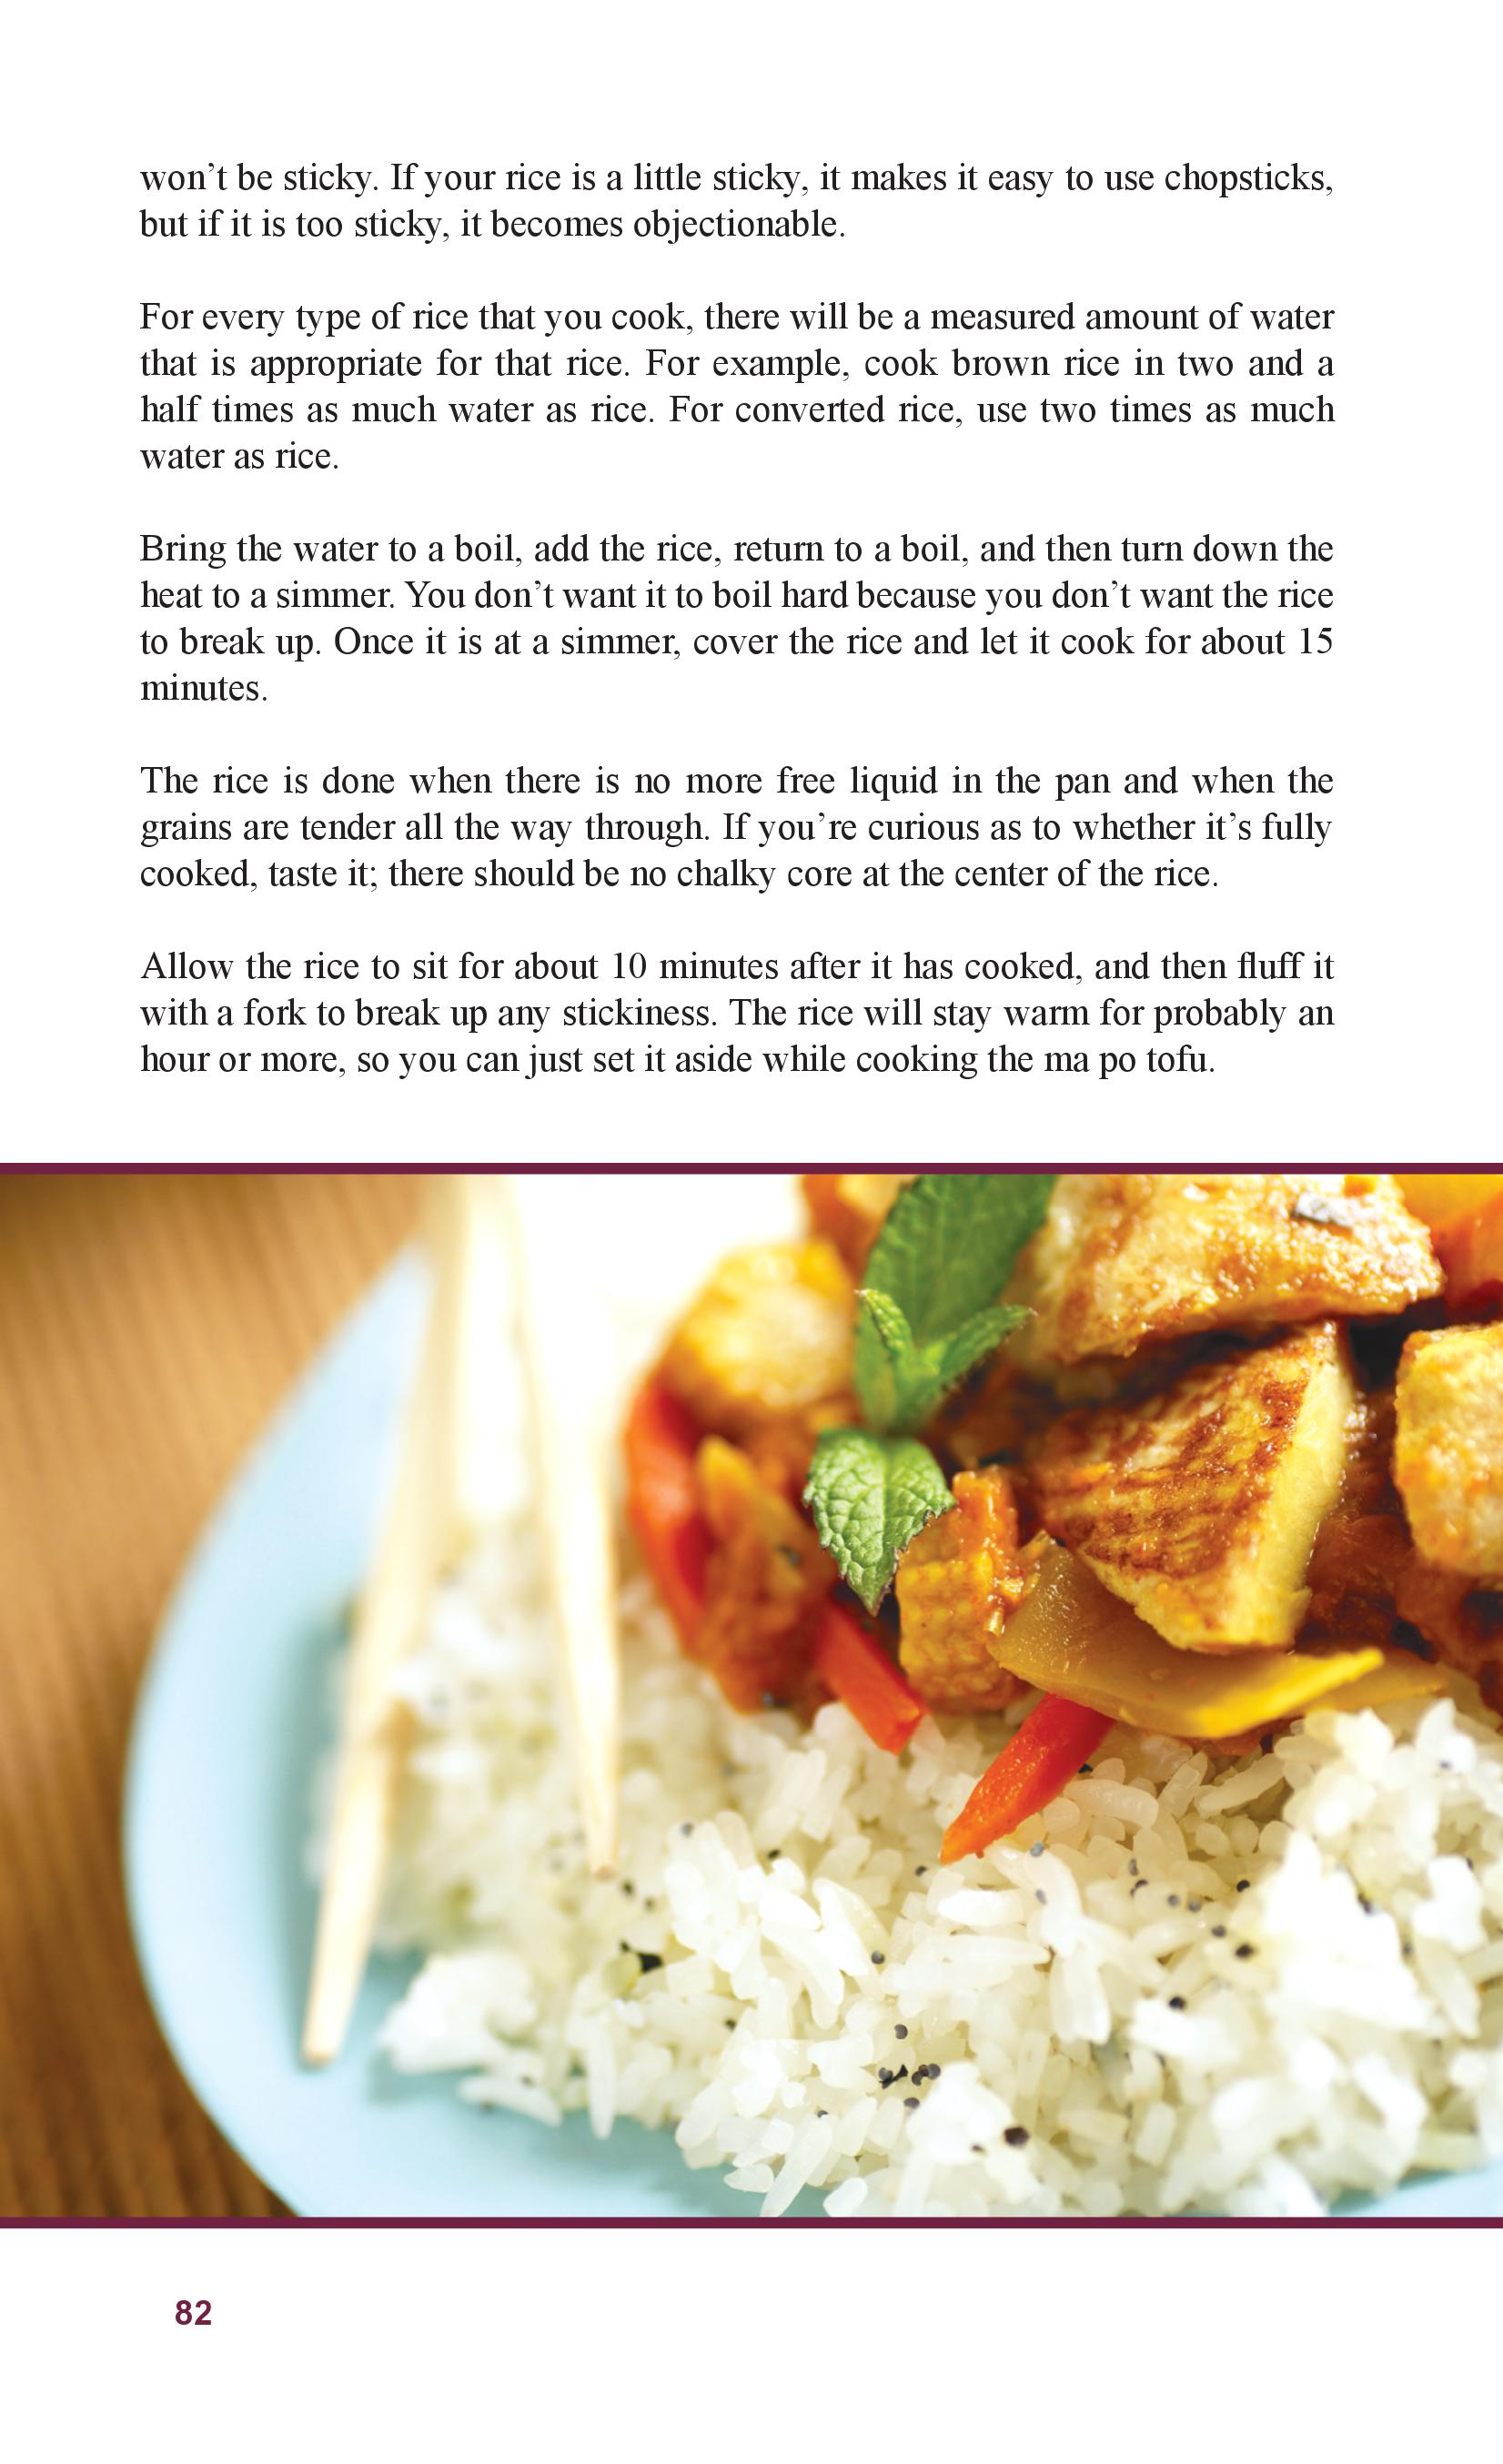 won’t be sticky. If your rice is a little sticky, it makes it easy to use chopsticks,
but if it is too sticky, it becomes objectionable.
For every type of rice that you cook, there will be a measured amount of water
that is appropriate for that rice. For example, cook brown rice in two and a
half times as much water as rice. For converted rice, use two times as much
water as rice.
Bring the water to a boil, add the rice, return to a boil, and then turn down the
heat to a simmer. You don’t want it to boil hard because you don’t want the rice
to break up. Once it is at a simmer, cover the rice and let it cook for about 15
minutes.
The rice is done when there is no more free liquid in the pan and when the
grains are tender all the way through. If you’re curious as to whether it’s fully
cooked, taste it; there should be no chalky core at the center of the rice.
Allow the rice to sit for about 10 minutes after it has cooked, and then fluff it
with a fork to break up any stickiness. The rice will stay warm for probably an
hour or more, so you can just set it aside while cooking the ma po tofu.
82